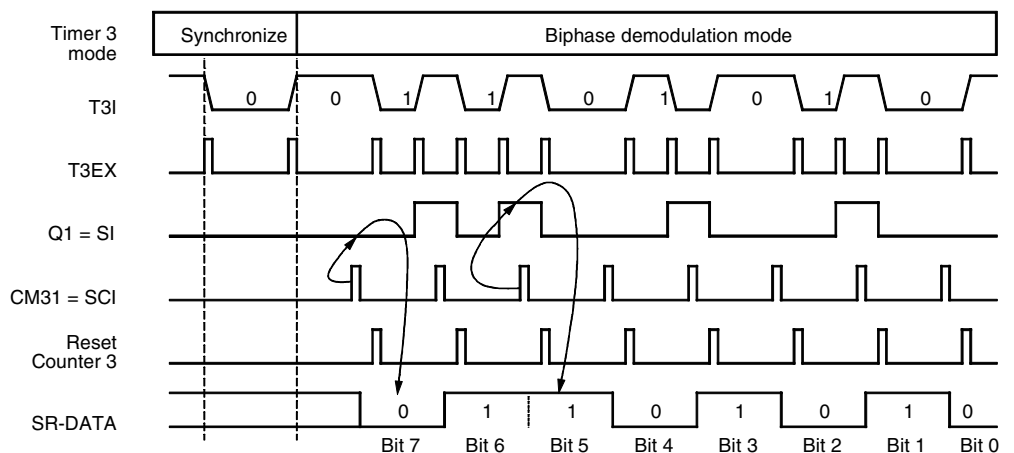 Timer 3
mode
Synchronize
Biphase demodulation mode
T3I
0 0 1 1 0 1 0 1 0
T3EX
Q1 = SI
CM31 = SCI
Reset
Counter 3
SR-DATA
0 1 1 0 1 0 1 0
Bit 7 Bit 6 Bit 5 Bit 4 Bit 3 Bit 2 Bit 1 Bit 0